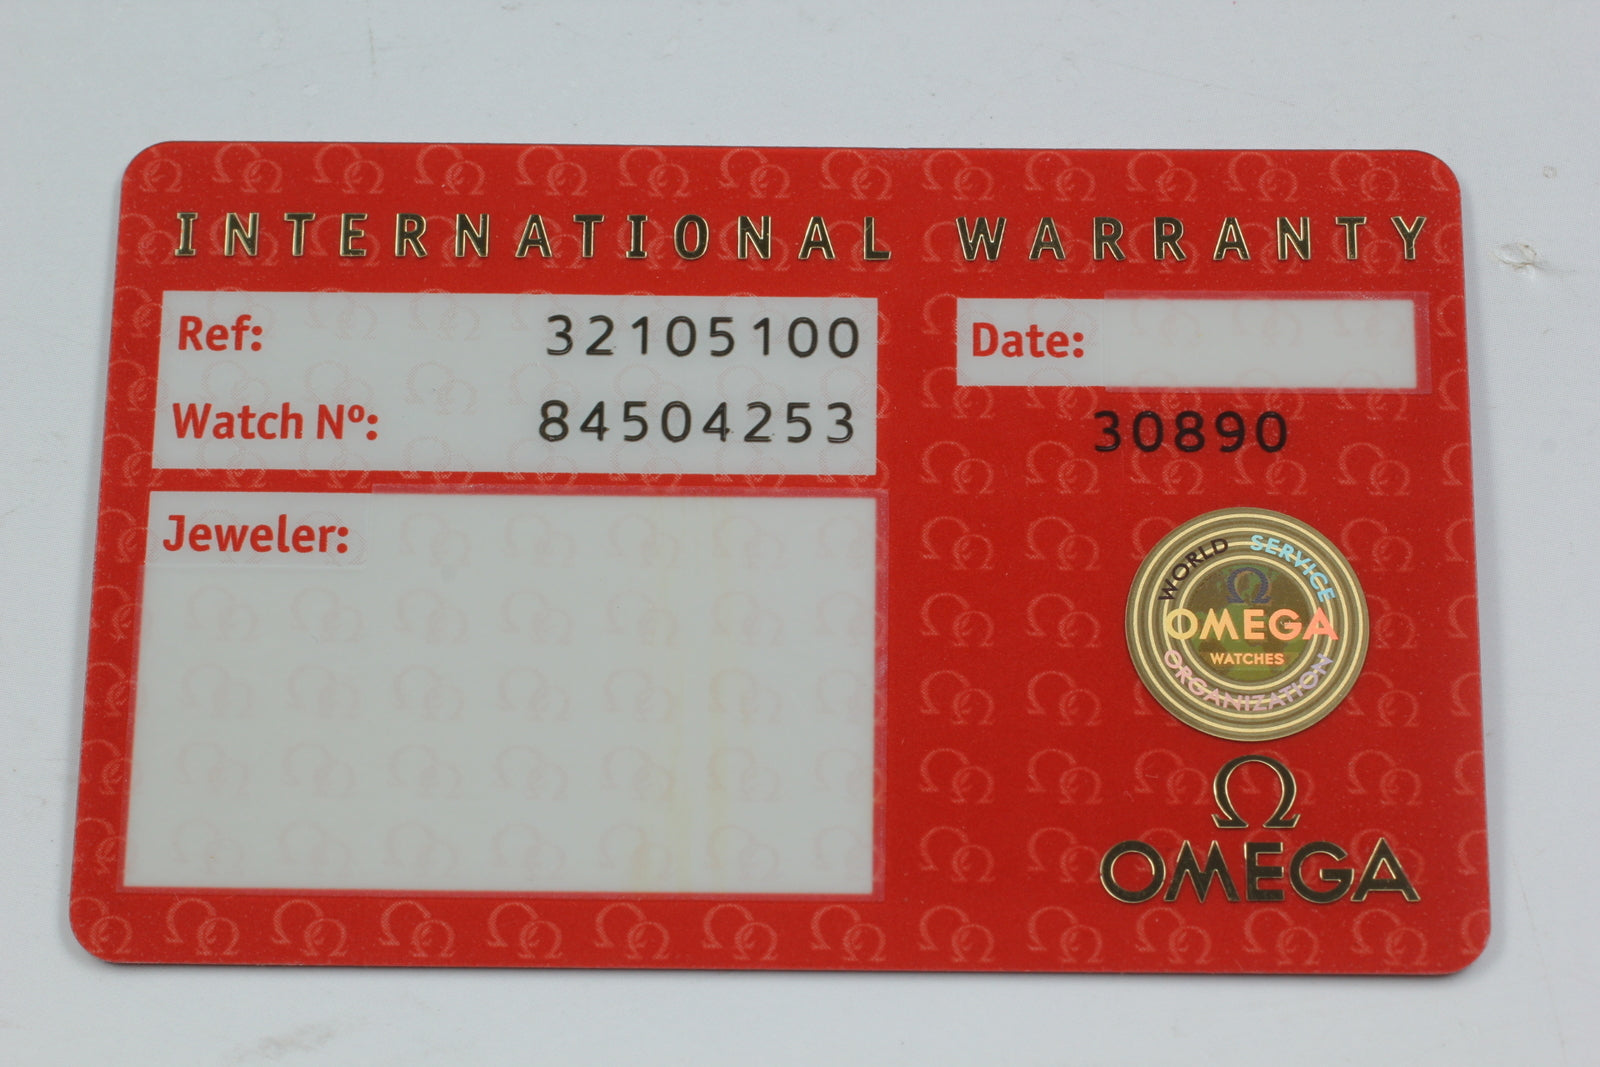 INTERNATIONAL WARRANTY
Ref: 32105100
Watch Nº: 84504253
Date:
30890
Jeweler:
WORLD SERVICE
Ω
OMEGA
WATCHES
ORGANIZATION
Ω
OMEGA